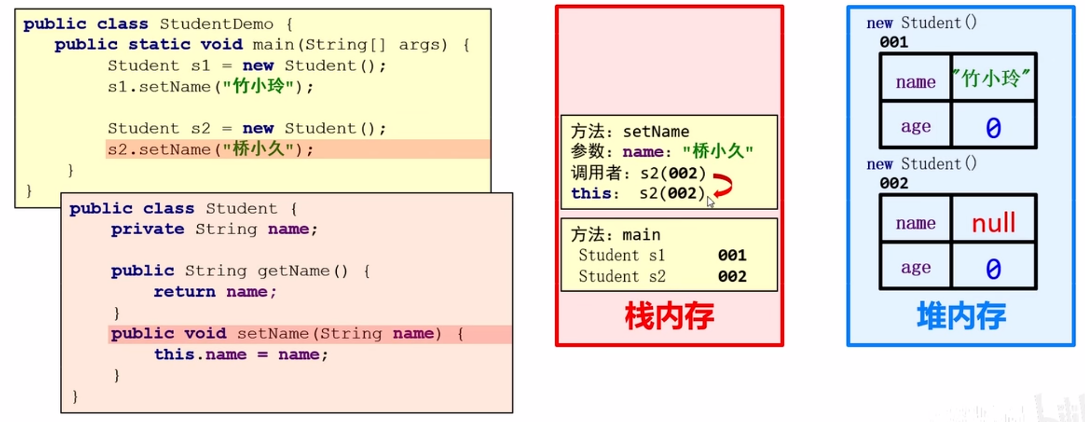 public class StudentDemo {
public static void main(String[] args) {
Student s1 = new Student();
s1.setName("竹小玲");
Student s2 = new Student();
s2.setName("桥小久");
}
}
public class Student {
private String name;
public String getName() {
return name;
}
public void setName(String name) {
this.name = name;
}
}
方法：setName
参数：name："桥小久"
调用者：s2(002)
this： s2(002)
方法：main
Student s1 001
Student s2 002
栈内存
new Student()
001
name "竹小玲"
age 0
new Student()
002
name null
age 0
堆内存